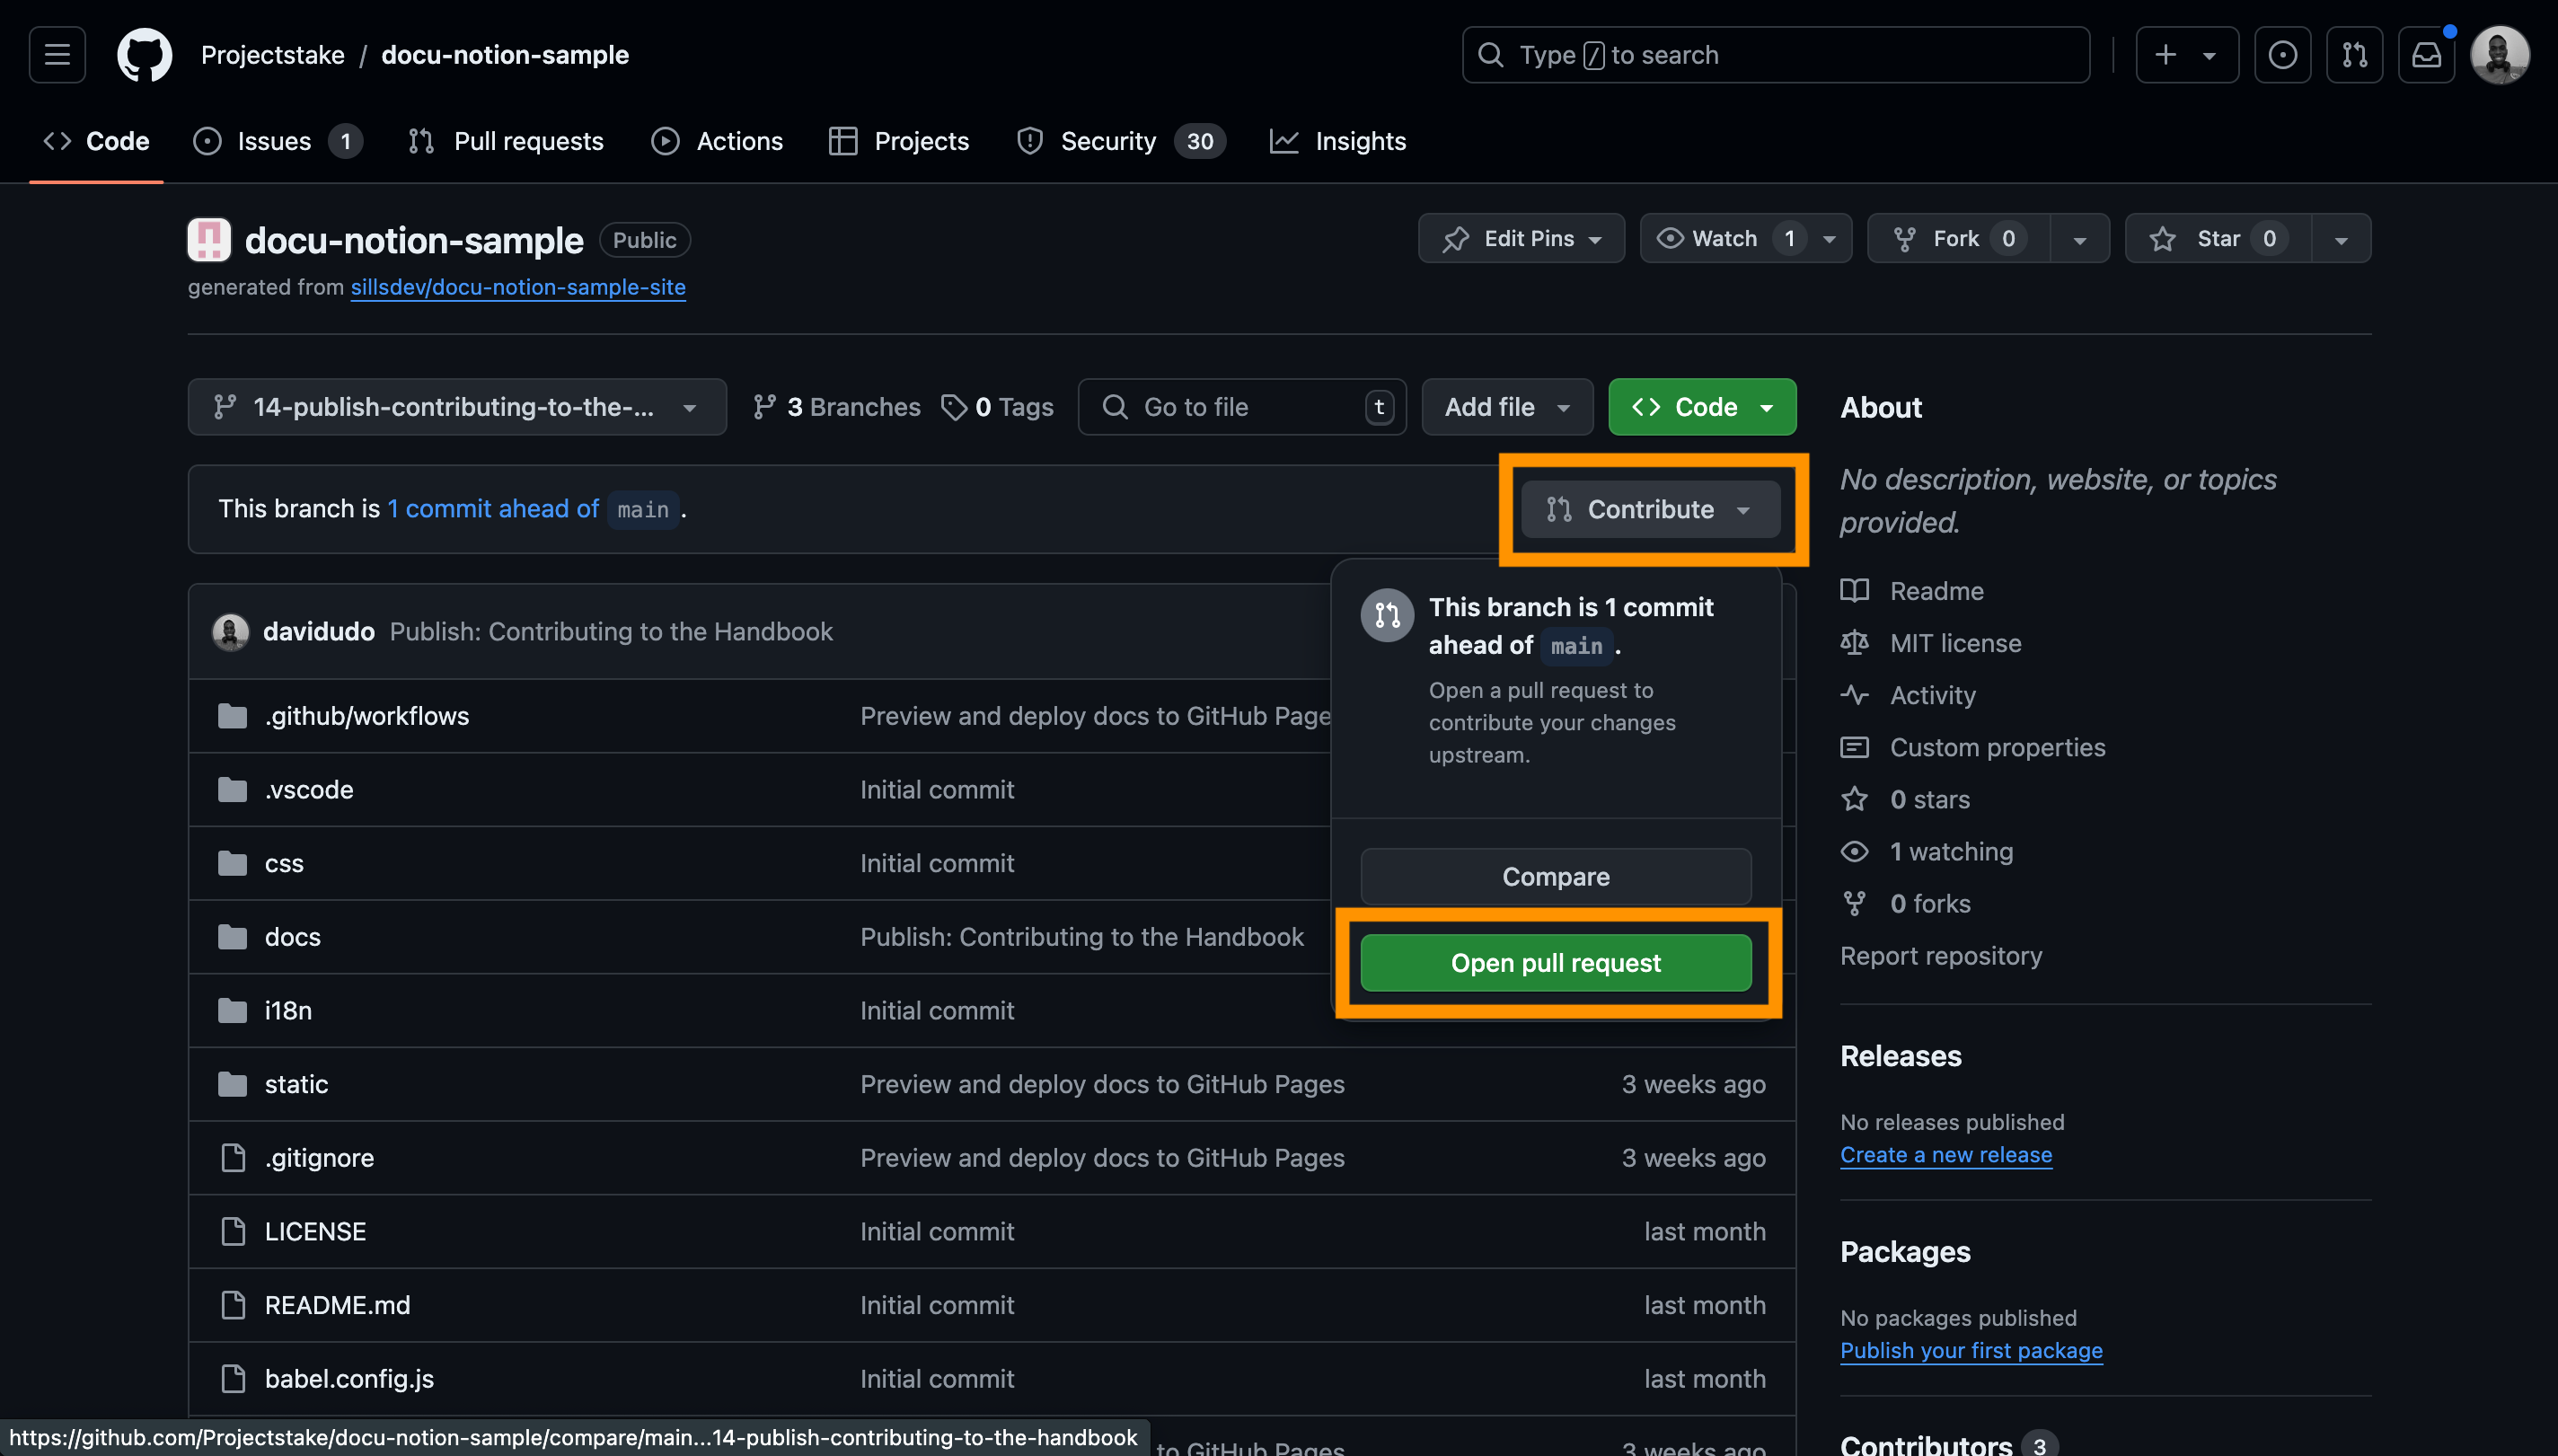 Projectstake / docu-notion-sample
Type / to search
Code
Issues 1
Pull requests
Actions
Projects
Security 30
Insights
docu-notion-sample Public
Edit Pins
Watch 1
Fork 0
Star 0
generated from sillsdev/docu-notion-sample-site
14-publish-contributing-to-the-...
3 Branches
0 Tags
Go to file t
Add file
Code
This branch is 1 commit ahead of main .
Contribute
davidudo Publish: Contributing to the Handbook
This branch is 1 commit
ahead of main .
Open a pull request to
contribute your changes
upstream.
Compare
Open pull request
.github/workflows Preview and deploy docs to GitHub Page
.vscode Initial commit
css Initial commit
docs Publish: Contributing to the Handbook
i18n Initial commit
static Preview and deploy docs to GitHub Pages 3 weeks ago
.gitignore Preview and deploy docs to GitHub Pages 3 weeks ago
LICENSE Initial commit last month
README.md Initial commit last month
babel.config.js Initial commit last month
to GitHub Pages 3 weeks ago
https://github.com/Projectstake/docu-notion-sample/compare/main...14-publish-contributing-to-the-handbook
About
No description, website, or topics
provided.
Readme
MIT license
Activity
Custom properties
0 stars
1 watching
0 forks
Report repository
Releases
No releases published
Create a new release
Packages
No packages published
Publish your first package
Contributors 3